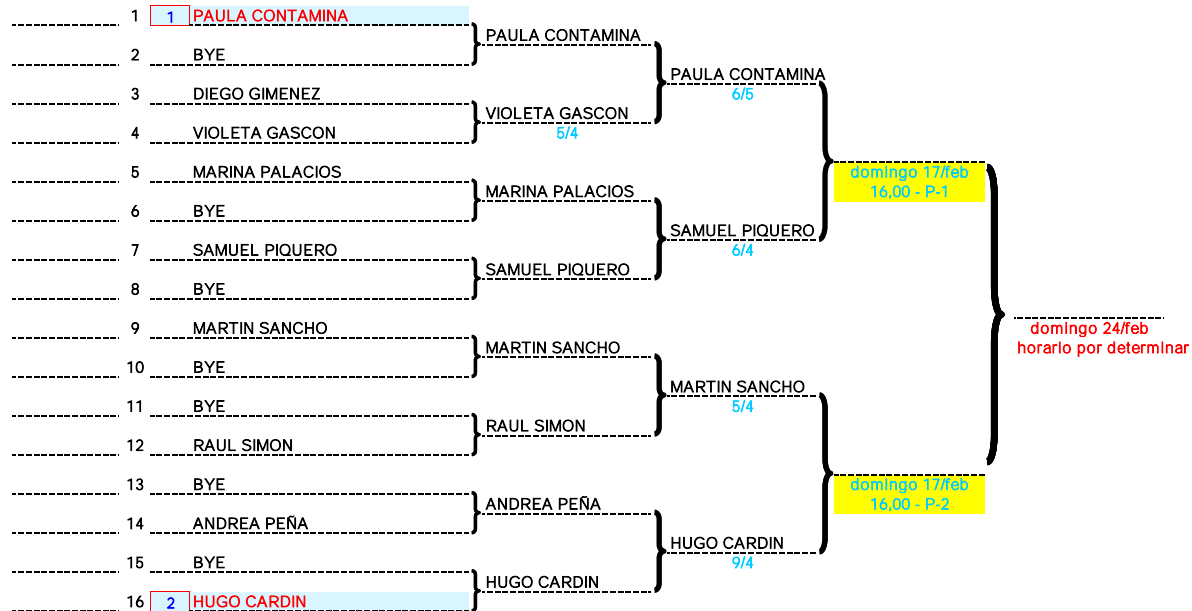 1 1 PAULA CONTAMINA
PAULA CONTAMINA
2 BYE
PAULA CONTAMINA
6/5
3 DIEGO GIMENEZ
VIOLETA GASCON
5/4
4 VIOLETA GASCON
domingo 17/feb
16,00 - P-1
5 MARINA PALACIOS
MARINA PALACIOS
6 BYE
SAMUEL PIQUERO
6/4
7 SAMUEL PIQUERO
SAMUEL PIQUERO
8 BYE
domingo 24/feb
horario por determinar
9 MARTIN SANCHO
MARTIN SANCHO
10 BYE
MARTIN SANCHO
5/4
11 BYE
RAUL SIMON
12 RAUL SIMON
domingo 17/feb
16,00 - P-2
13 BYE
ANDREA PEÑA
14 ANDREA PEÑA
HUGO CARDIN
9/4
15 BYE
HUGO CARDIN
16 2 HUGO CARDIN